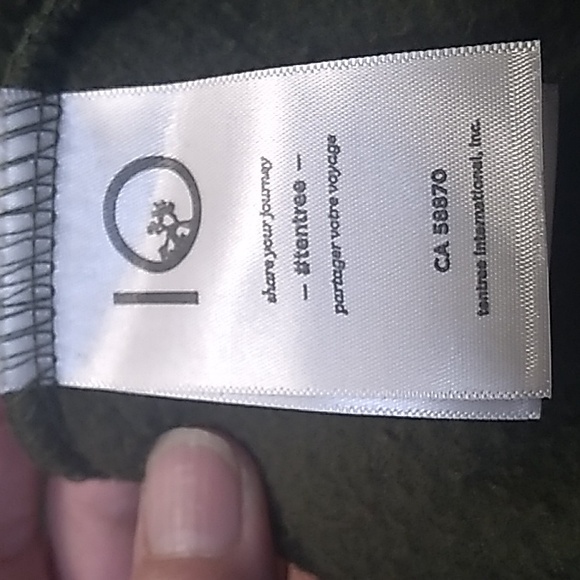 share your journey
— #tentree —
partager votre voyage
CA 58870
tentree International, Inc.